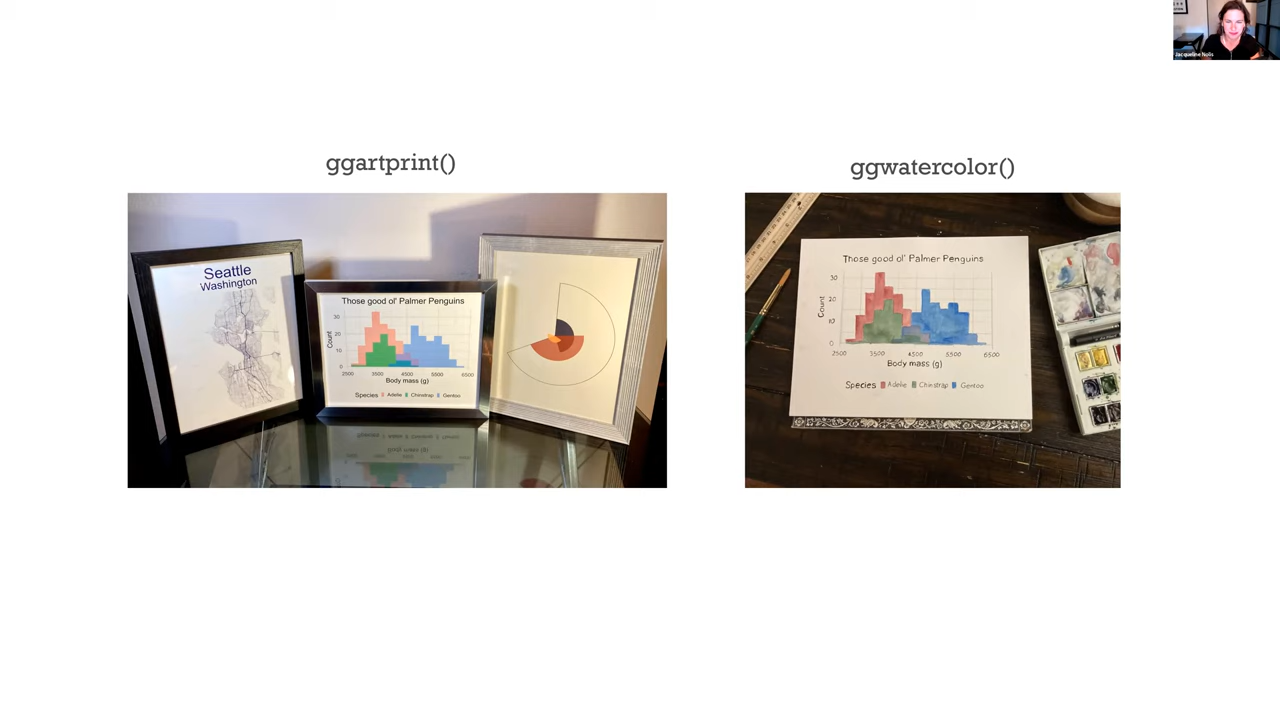 Jacqueline Nolis
ggartprint()
ggwatercolor()
Seattle
Washington
Those good ol' Palmer Penguins
Count
30
20
10
0
2500 3500 4500 5500 6500
Body mass (g)
Species Adelie Chinstrap Gentoo
Those good ol' Palmer Penguins
Count
30
20
10
0
2500 3500 4500 5500 6500
Body mass (g)
Species Adelie Chinstrap Gentoo